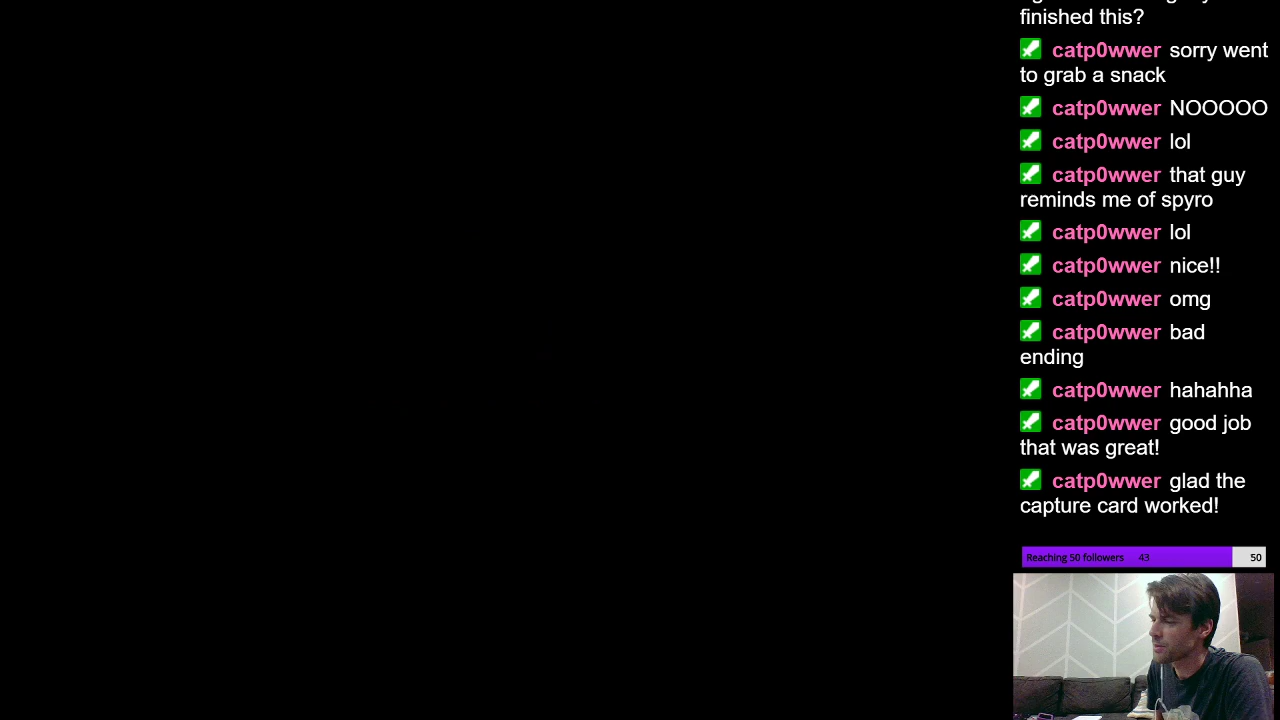 finished this?
catp0wwer sorry went
to grab a snack
catp0wwer NOOOOO
catp0wwer lol
catp0wwer that guy
reminds me of spyro
catp0wwer lol
catp0wwer nice!!
catp0wwer omg
catp0wwer bad
ending
catp0wwer hahahha
catp0wwer good job
that was great!
catp0wwer glad the
capture card worked!
Reaching 50 followers 43 50